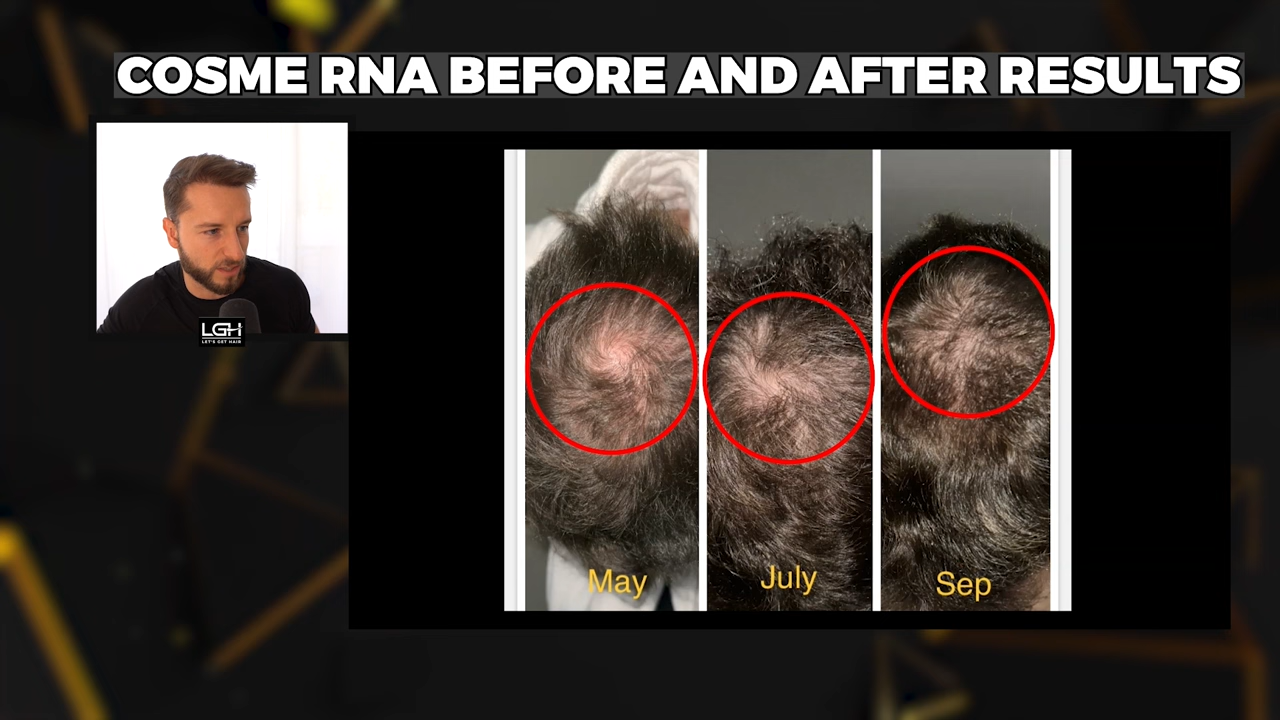 COSME RNA BEFORE AND AFTER RESULTS
LGH
LET'S GET HAIR
May
July
Sep